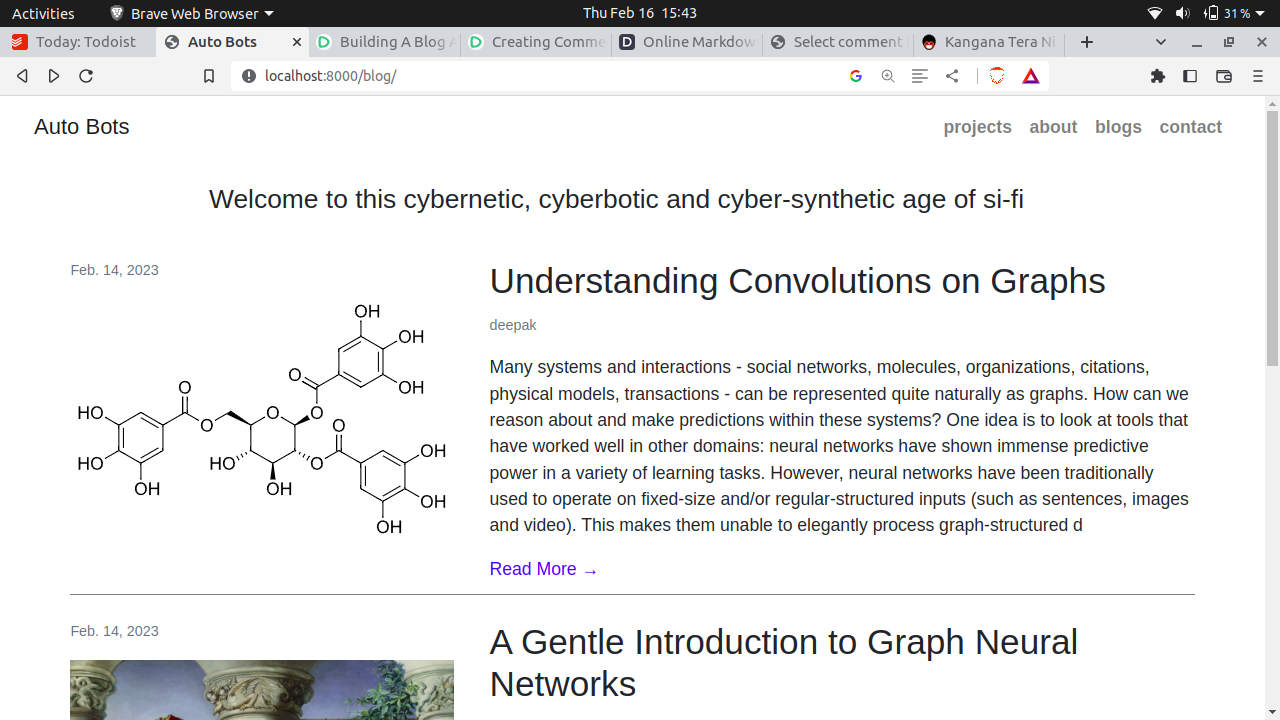 Activities
Brave Web Browser
Thu Feb 16 15:43
31 %
Today: Todoist
Auto Bots
Building A Blog A
Creating Comme
Online Markdow
Select comment
Kangana Tera Ni
localhost:8000/blog/
Auto Bots
projects about blogs contact
Welcome to this cybernetic, cyberbotic and cyber-synthetic age of si-fi
Feb. 14, 2023
OH
OH
OH
O
O
O
HO
O
O
O
HO
HO
O
OH
OH
OH
OH
OH
Understanding Convolutions on Graphs
deepak
Many systems and interactions - social networks, molecules, organizations, citations,
physical models, transactions - can be represented quite naturally as graphs. How can we
reason about and make predictions within these systems? One idea is to look at tools that
have worked well in other domains: neural networks have shown immense predictive
power in a variety of learning tasks. However, neural networks have been traditionally
used to operate on fixed-size and/or regular-structured inputs (such as sentences, images
and video). This makes them unable to elegantly process graph-structured d
Read More →
Feb. 14, 2023
A Gentle Introduction to Graph Neural
Networks